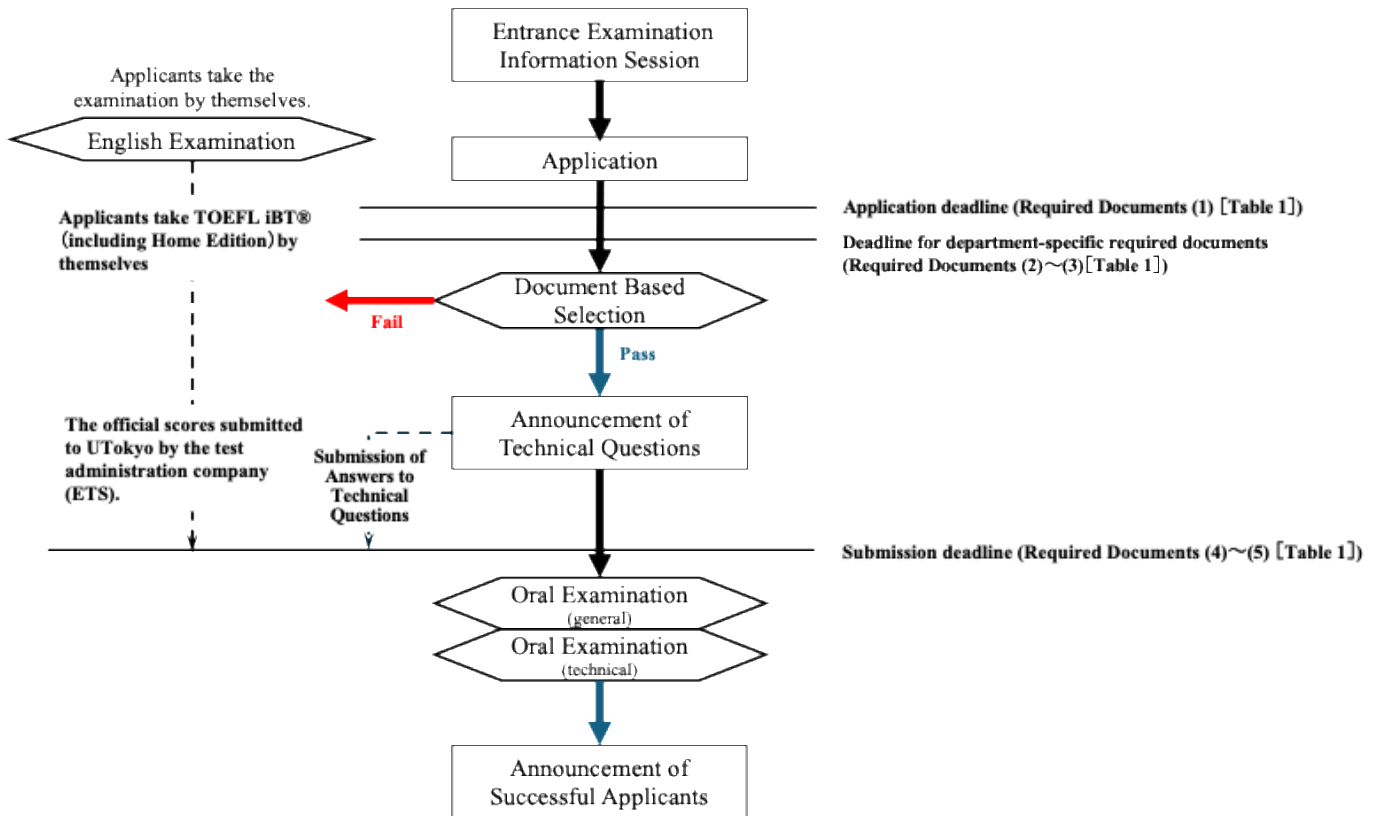 Entrance Examination
Information Session
Applicants take the
examination by themselves.
English Examination
Application
Applicants take TOEFL iBT®
（including Home Edition）by
themselves
Application deadline (Required Documents (1)［Table 1］)
Deadline for department-specific required documents
(Required Documents (2)～(3)［Table 1］)
Document Based
Selection
Fail
Pass
Announcement of
Technical Questions
The official scores submitted
to UTokyo by the test
administration company
(ETS).
Submission of
Answers to
Technical
Questions
Submission deadline (Required Documents (4)～(5)［Table 1］)
Oral Examination
(general)
Oral Examination
(technical)
Announcement of
Successful Applicants